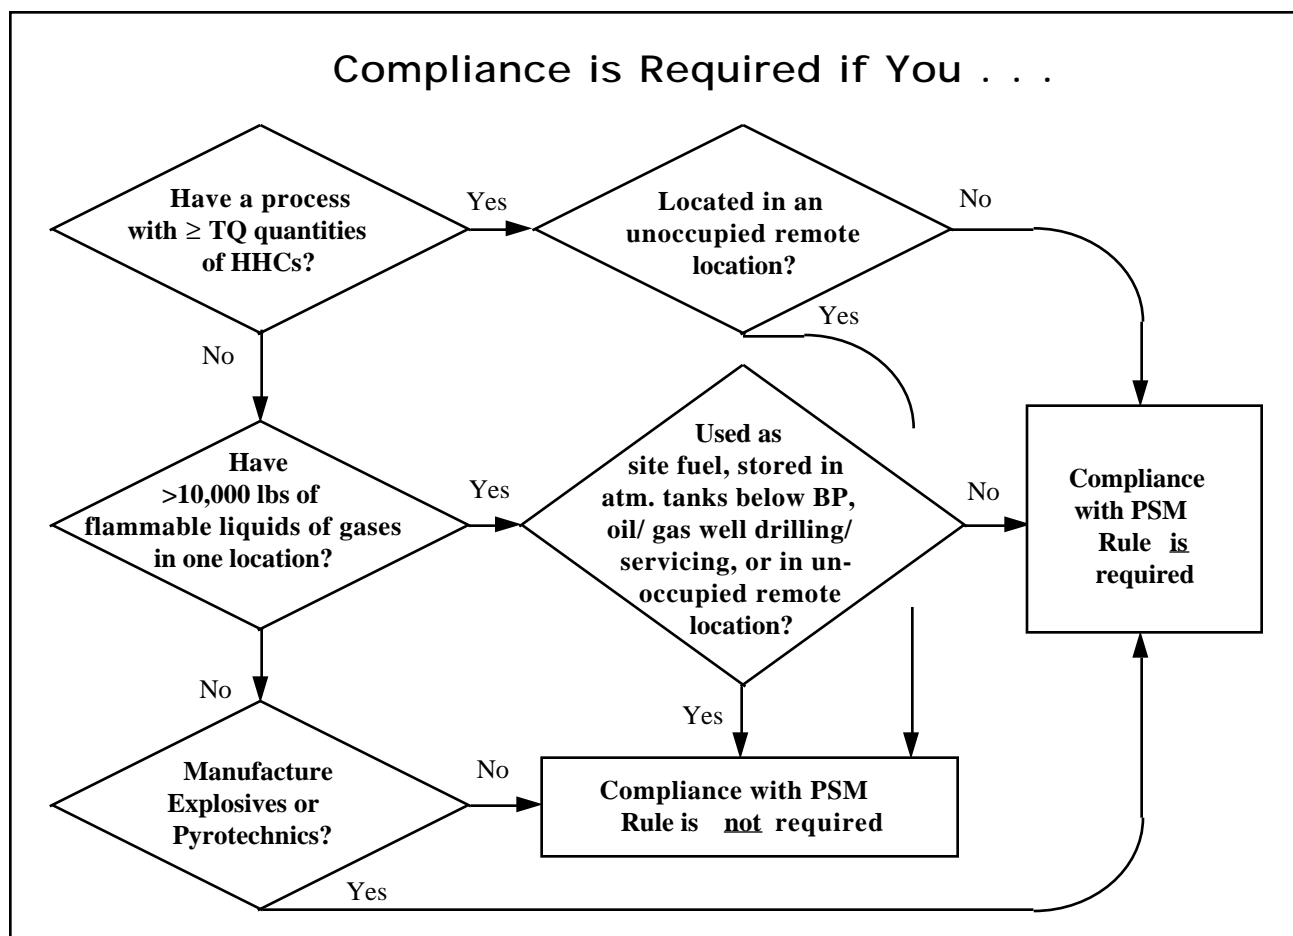 Compliance is Required if You . . .
Have a process
with ≥ TQ quantities
of HHCs?
Yes
Located in an
unoccupied remote
location?
No
Yes
No
Have
>10,000 lbs of
flammable liquids of gases
in one location?
Yes
Used as
site fuel, stored in
atm. tanks below BP,
oil/ gas well drilling/
servicing, or in un-
occupied remote
location?
No
Compliance
with PSM
Rule is
required
No
Yes
Manufacture
Explosives or
Pyrotechnics?
No
Compliance with PSM
Rule is not required
Yes